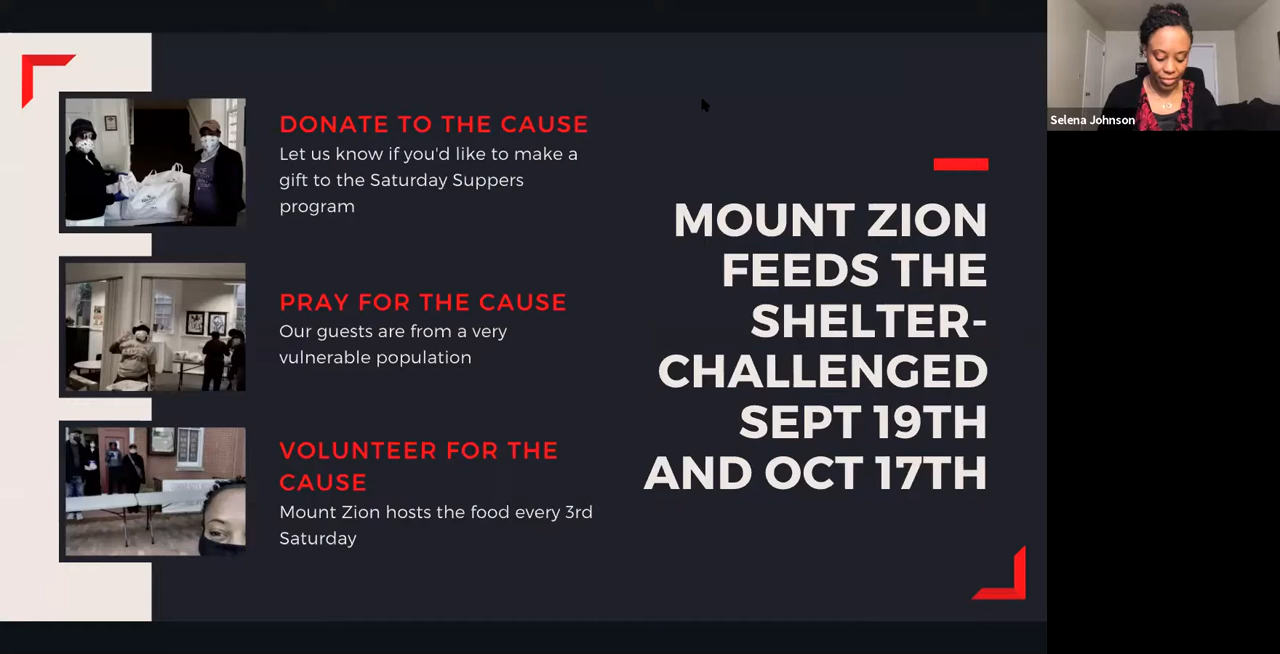 DONATE TO THE CAUSE
Let us know if you'd like to make a
gift to the Saturday Suppers
program
PRAY FOR THE CAUSE
Our guests are from a very
vulnerable population
VOLUNTEER FOR THE
CAUSE
Mount Zion hosts the food every 3rd
Saturday
MOUNT ZION
FEEDS THE
SHELTER-
CHALLENGED
SEPT 19TH
AND OCT 17TH
Selena Johnson